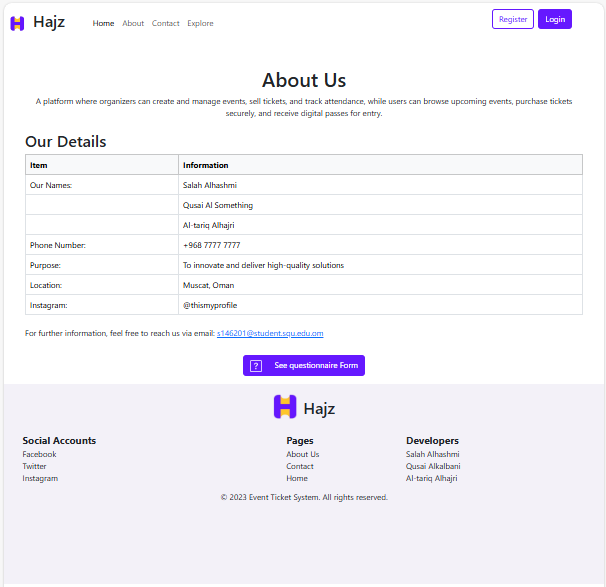 Hajz
Home About Contact Explore
Register Login
About Us
A platform where organizers can create and manage events, sell tickets, and track attendance, while users can browse upcoming events, purchase tickets
securely, and receive digital passes for entry.
Our Details
Item Information
Our Names: Salah Alhashmi
Qusai Al Something
Al-tariq Alhajri
Phone Number: +968 7777 7777
Purpose: To innovate and deliver high-quality solutions
Location: Muscat, Oman
Instagram: @thismyprofile
For further information, feel free to reach us via email: s146201@student.squ.edu.om
? See questionnaire Form
Hajz
Social Accounts Pages Developers
Facebook About Us Salah Alhashmi
Twitter Contact Qusai Alkalbani
Instagram Home Al-tariq Alhajri
© 2023 Event Ticket System. All rights reserved.